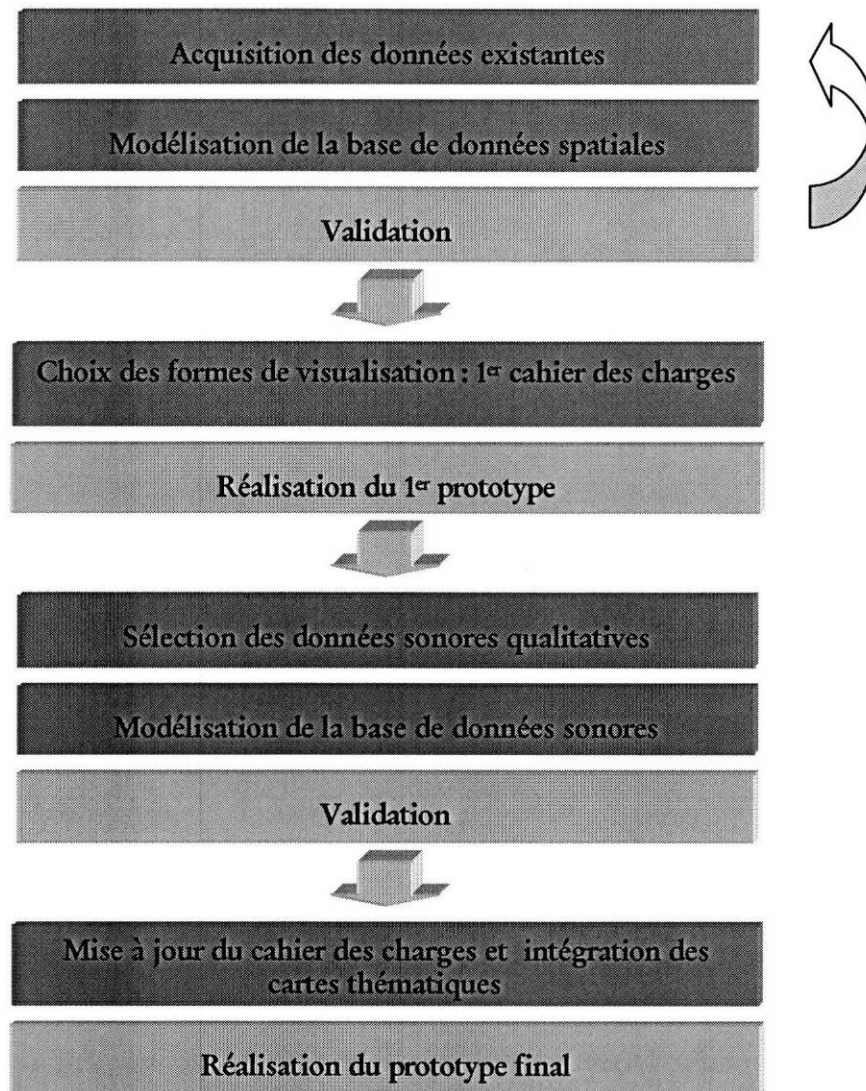 Acquisition des données existantes
Modélisation de la base de données spatiales
Validation
Choix des formes de visualisation : 1er cahier des charges
Réalisation du 1er prototype
Sélection des données sonores qualitatives
Modélisation de la base de données sonores
Validation
Mise à jour du cahier des charges et intégration des
cartes thématiques
Réalisation du prototype final